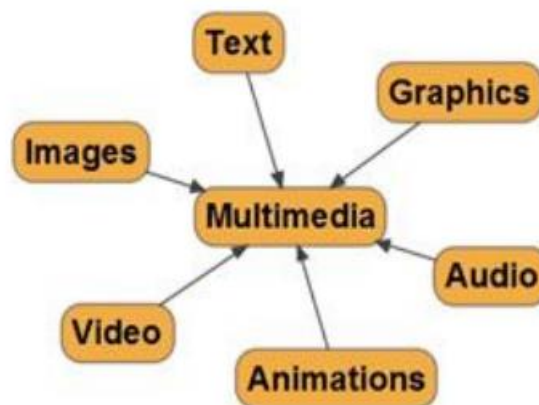 Text
Graphics
Images
Multimedia
Audio
Video
Animations